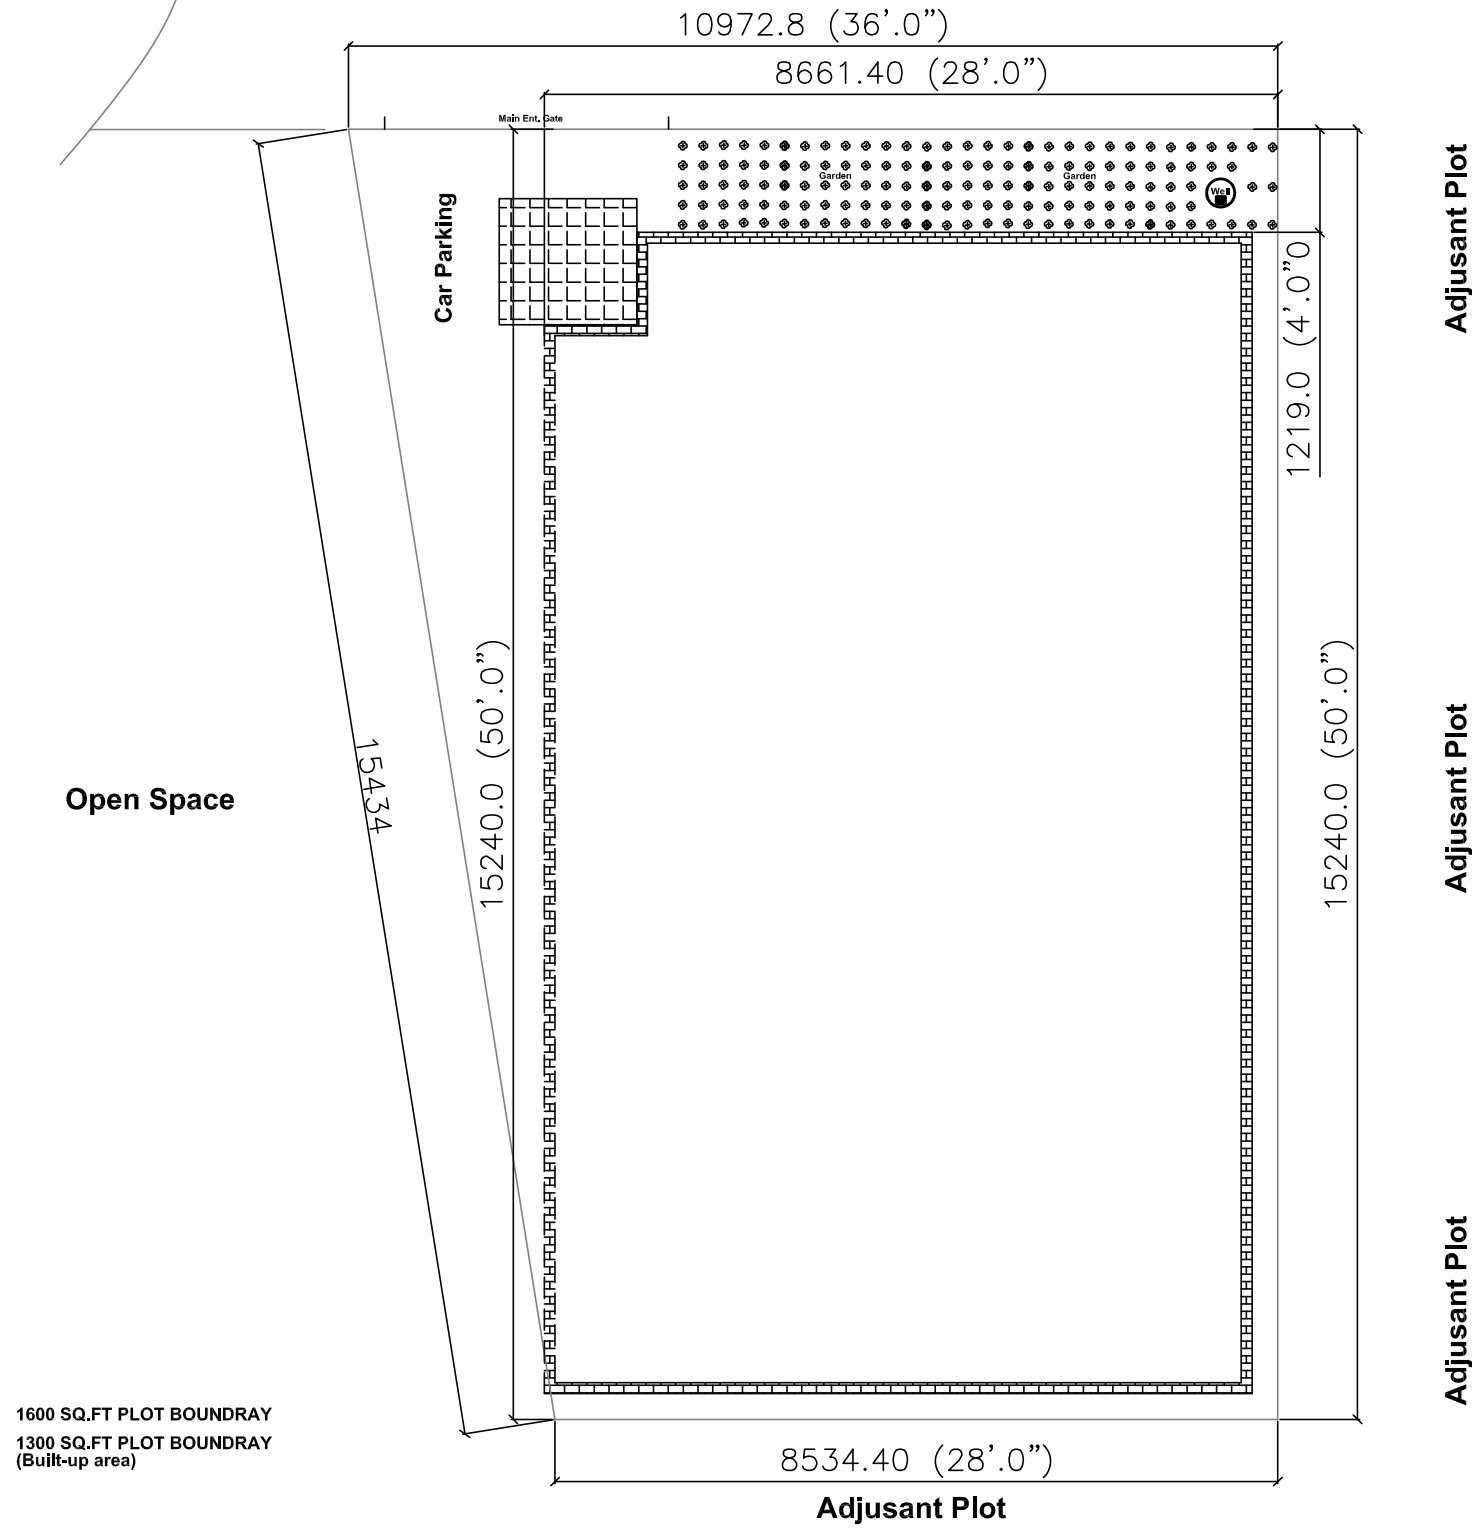 10972.8 (36'.0")
8661.40 (28'.0")
Main Ent. Gate
Garden
Garden
Well
Car Parking
Adjusant Plot
1219.0 (4'.0"0
15240.0 (50'.0")
15240.0 (50'.0")
Adjusant Plot
15434
Open Space
Adjusant Plot
1600 SQ.FT PLOT BOUNDRAY
1300 SQ.FT PLOT BOUNDRAY
(Built-up area)
8534.40 (28'.0")
Adjusant Plot